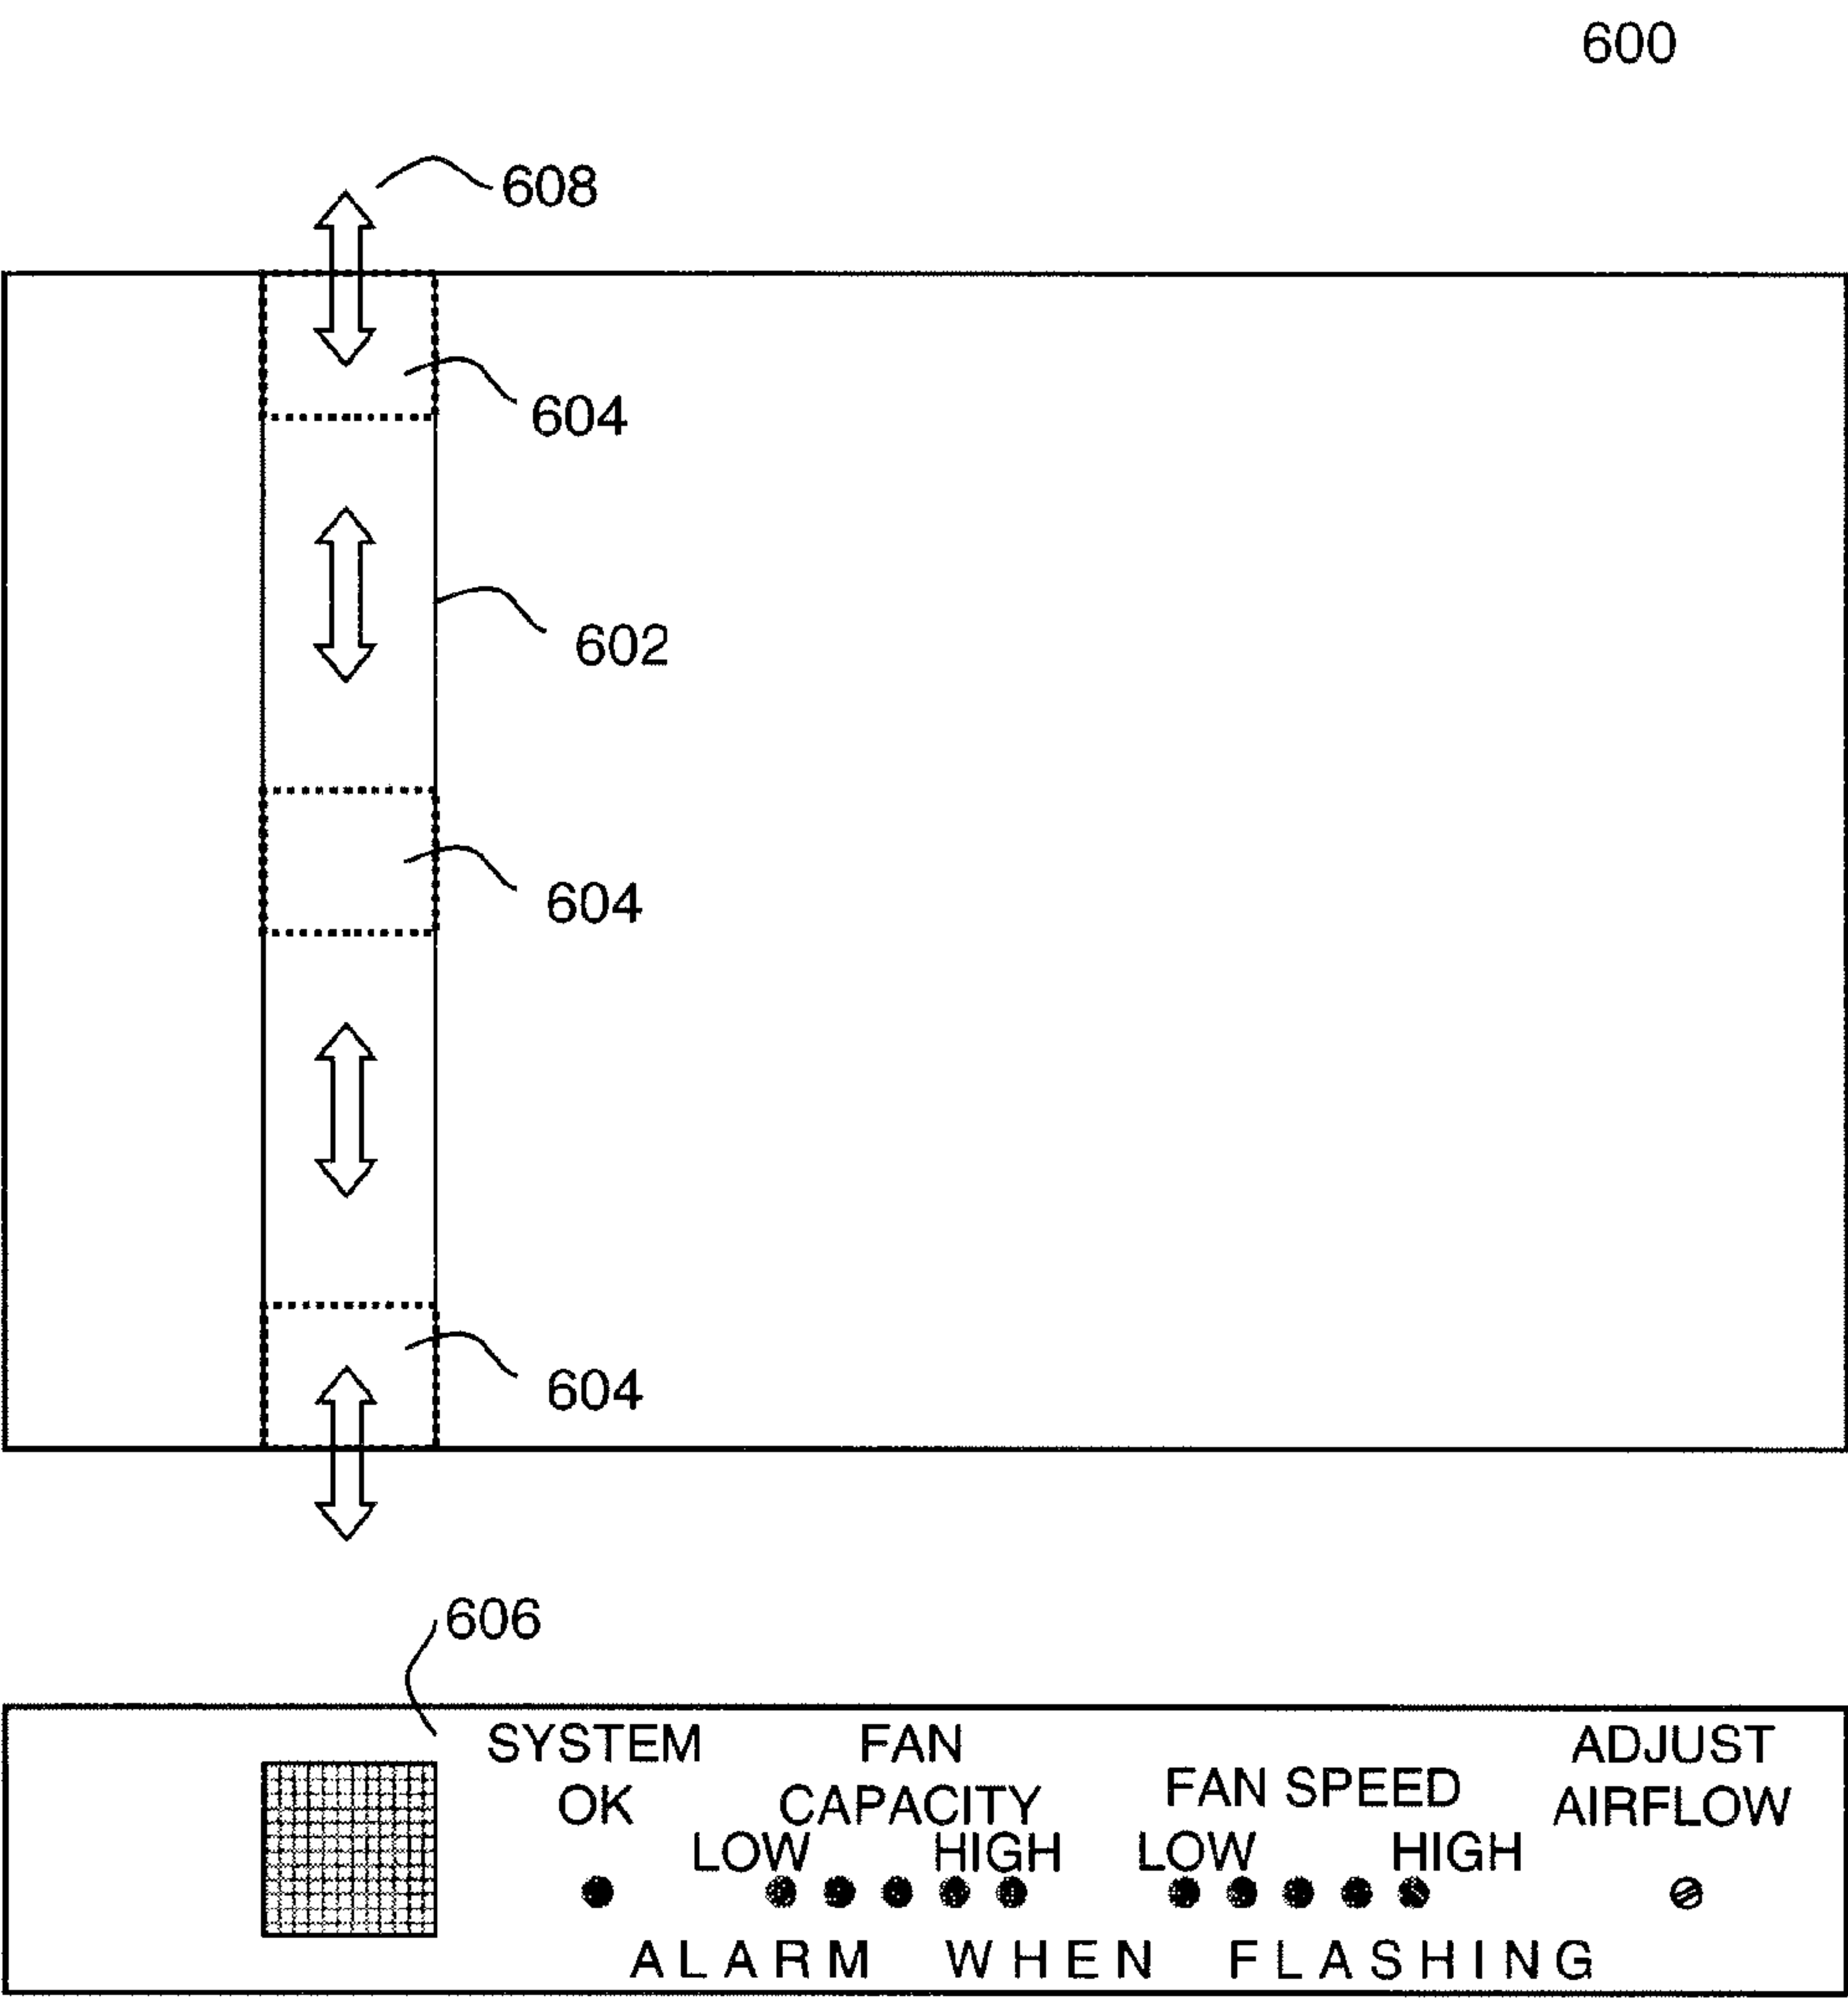 600
608
604
602
604
604
606
SYSTEM OK
FAN CAPACITY
LOW HIGH
FAN SPEED
LOW HIGH
ADJUST AIRFLOW
ALARM WHEN FLASHING